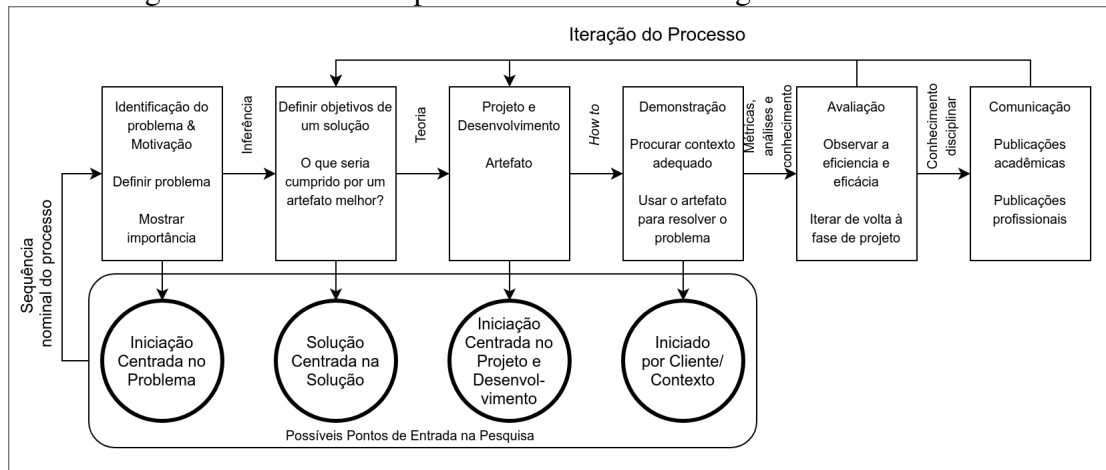 Iteração do Processo
Identificação do
problema &
Motivação
Definir problema
Mostrar
importância
Inferência
Definir objetivos de
um solução
O que seria
cumprido por um
artefato melhor?
Teoria
Projeto e
Desenvolvimento
Artefato
How to
Demonstração
Procurar contexto
adequado
Usar o artefato
para resolver o
problema
Métricas,
análises e
conhecimento
Avaliação
Observar a
eficiencia e
eficácia
Iterar de volta à
fase de projeto
Conhecimento
disciplinar
Comunicação
Publicações
acadêmicas
Publicações
profissionais
Sequência
nominal do processo
Iniciação
Centrada no
Problema
Solução
Centrada na
Solução
Iniciação
Centrada no
Projeto e
Desenvol-
vimento
Iniciado
por Cliente/
Contexto
Possíveis Pontos de Entrada na Pesquisa